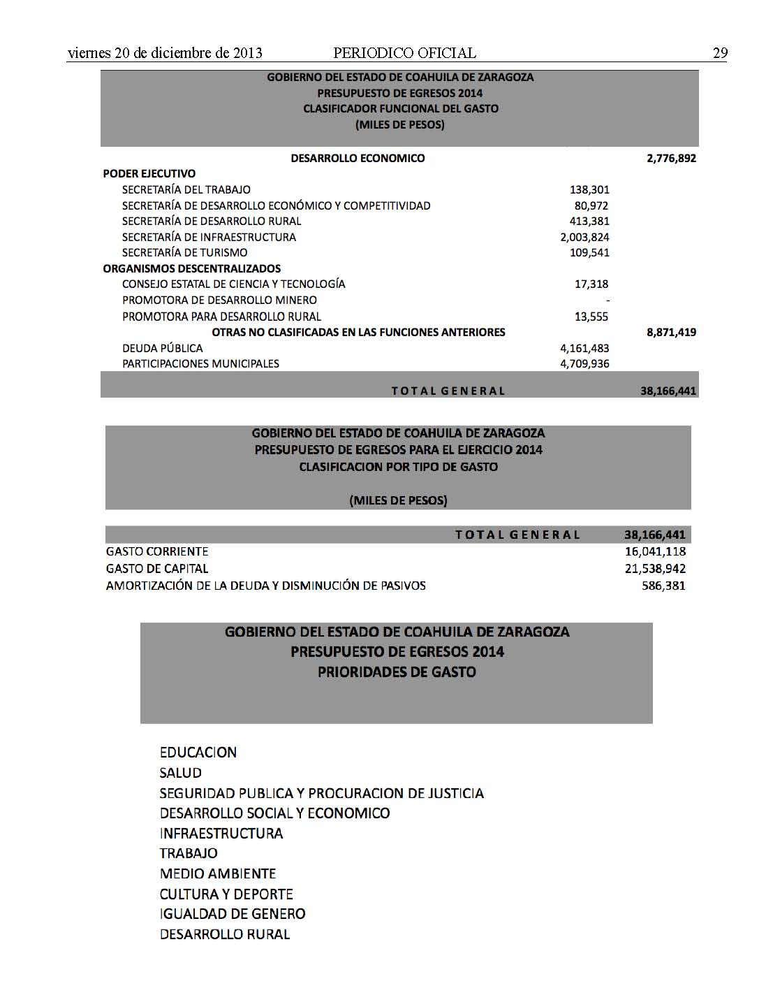 viernes 20 de diciembre de 2013 PERIODICO OFICIAL 29
GOBIERNO DEL ESTADO DE COAHUILA DE ZARAGOZA
PRESUPUESTO DE EGRESOS 2014
CLASIFICADOR FUNCIONAL DEL GASTO
(MILES DE PESOS)
DESARROLLO ECONOMICO 2,776,892
PODER EJECUTIVO
SECRETARÍA DEL TRABAJO 138,301
SECRETARÍA DE DESARROLLO ECONÓMICO Y COMPETITIVIDAD 80,972
SECRETARÍA DE DESARROLLO RURAL 413,381
SECRETARÍA DE INFRAESTRUCTURA 2,003,824
SECRETARÍA DE TURISMO 109,541
ORGANISMOS DESCENTRALIZADOS
CONSEJO ESTATAL DE CIENCIA Y TECNOLOGÍA 17,318
PROMOTORA DE DESARROLLO MINERO -
PROMOTORA PARA DESARROLLO RURAL 13,555
OTRAS NO CLASIFICADAS EN LAS FUNCIONES ANTERIORES 8,871,419
DEUDA PÚBLICA 4,161,483
PARTICIPACIONES MUNICIPALES 4,709,936
T O T A L G E N E R A L 38,166,441
GOBIERNO DEL ESTADO DE COAHUILA DE ZARAGOZA
PRESUPUESTO DE EGRESOS PARA EL EJERCICIO 2014
CLASIFICACION POR TIPO DE GASTO
(MILES DE PESOS)
T O T A L G E N E R A L 38,166,441
GASTO CORRIENTE 16,041,118
GASTO DE CAPITAL 21,538,942
AMORTIZACIÓN DE LA DEUDA Y DISMINUCIÓN DE PASIVOS 586,381
GOBIERNO DEL ESTADO DE COAHUILA DE ZARAGOZA
PRESUPUESTO DE EGRESOS 2014
PRIORIDADES DE GASTO
EDUCACION
SALUD
SEGURIDAD PUBLICA Y PROCURACION DE JUSTICIA
DESARROLLO SOCIAL Y ECONOMICO
INFRAESTRUCTURA
TRABAJO
MEDIO AMBIENTE
CULTURA Y DEPORTE
IGUALDAD DE GENERO
DESARROLLO RURAL